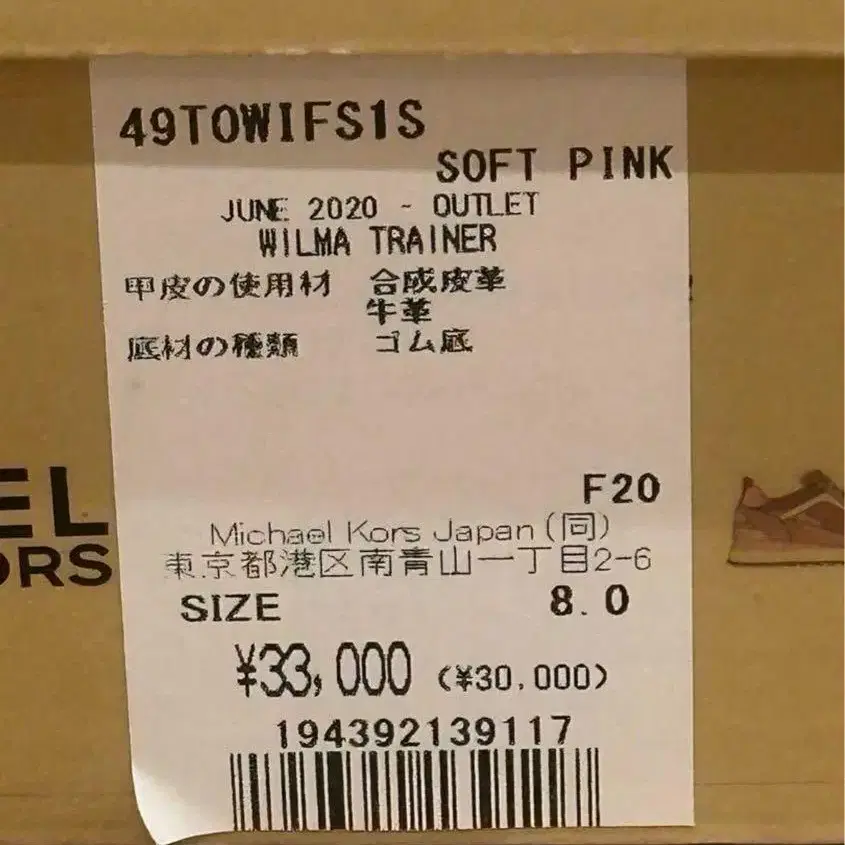 49TOWIFS1S
SOFT PINK
JUNE 2020 - OUTLET
WILMA TRAINER
甲皮の使用材 合成皮革
牛革
底材の種類 ゴム底
F20
Michael Kors Japan (同)
東京都港区南青山一丁目2-6
SIZE 8.0
¥33,000 (¥30,000)
194392139117
EL
ORS